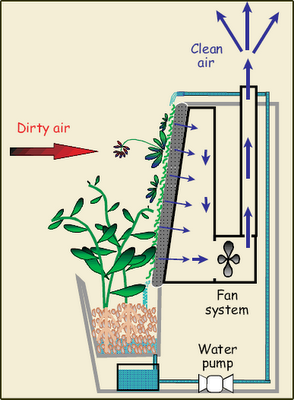 Clean
air
Dirty air
Fan
system
Water
pump